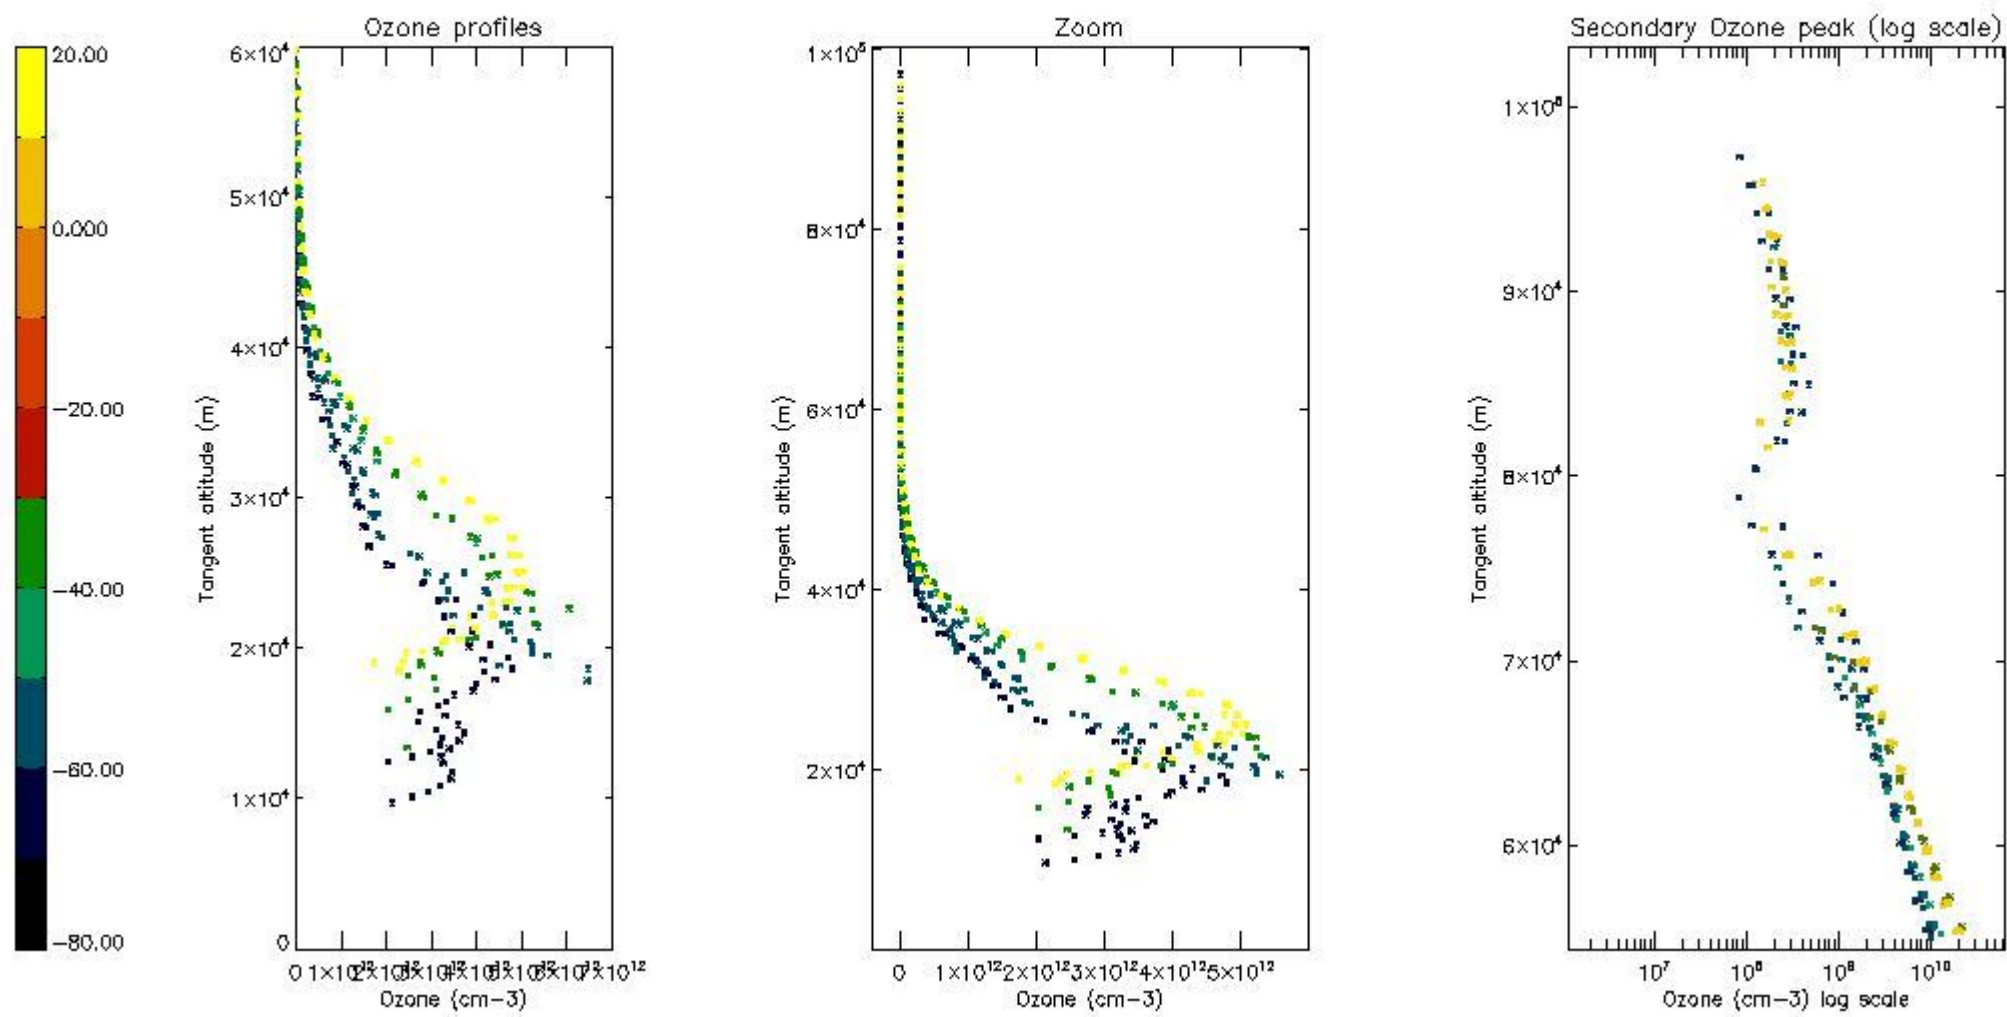 Ozone profiles
Zoom
Secondary Ozone peak (log scale)
20.00
0.000
−20.00
−40.00
−60.00
−80.00
6×10⁴
5×10⁴
4×10⁴
3×10⁴
2×10⁴
1×10⁴
0
Tangent altitude (m)
Ozone (cm−3)
1×10⁵
8×10⁴
6×10⁴
4×10⁴
2×10⁴
Tangent altitude (m)
0 1×10¹² 2×10¹² 3×10¹² 4×10¹² 5×10¹²
Ozone (cm−3)
9×10⁴
8×10⁴
7×10⁴
6×10⁴
Tangent altitude (m)
10⁷ 10⁸ 10⁹ 10¹⁰
Ozone (cm−3) log scale